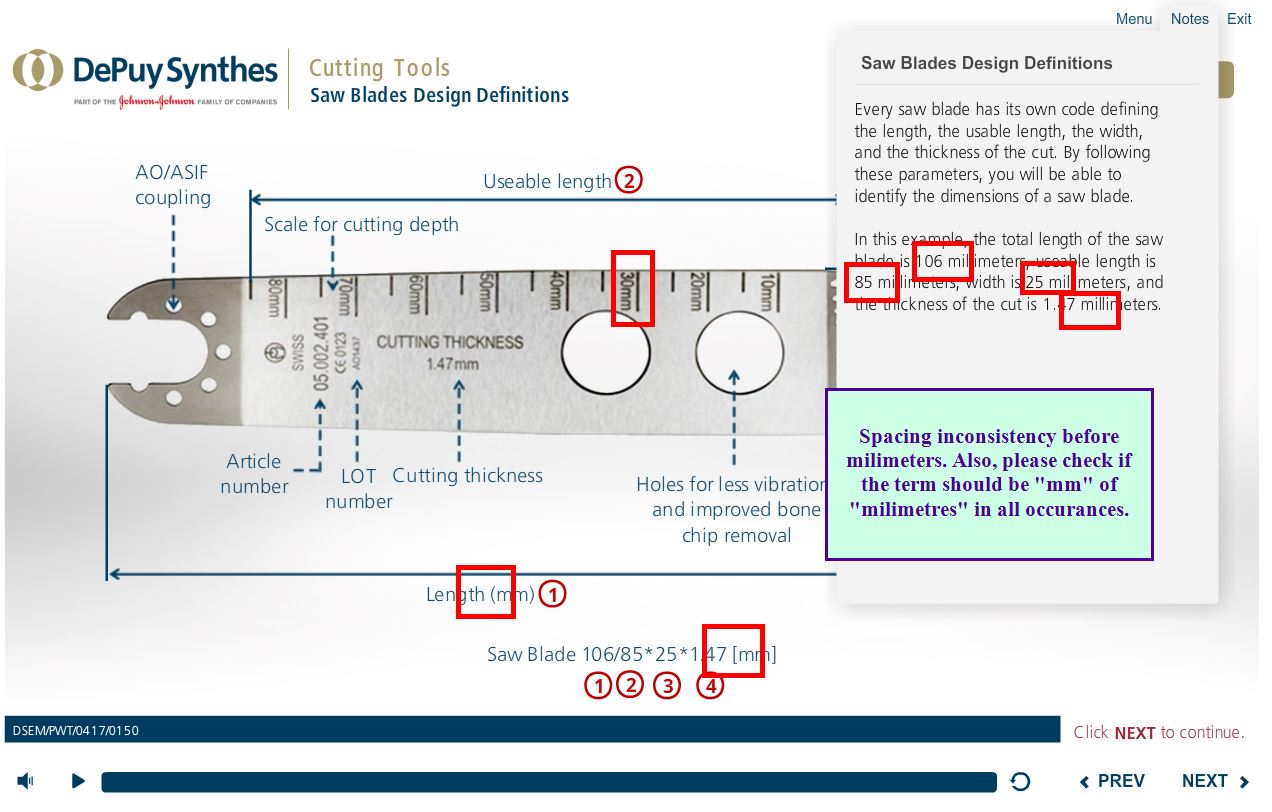 Menu Notes Exit
DePuy Synthes
PART OF THE Johnson & Johnson FAMILY OF COMPANIES
Cutting Tools
Saw Blades Design Definitions
Saw Blades Design Definitions
Every saw blade has its own code defining
the length, the usable length, the width,
and the thickness of the cut. By following
these parameters, you will be able to
identify the dimensions of a saw blade.
In this example, the total length of the saw
blade is 106 millimeters, useable length is
85 millimeters, width is 25 millimeters, and
the thickness of the cut is 1.47 millimeters.
Spacing inconsistency before
milimeters. Also, please check if
the term should be "mm" of
"milimetres" in all occurances.
AO/ASIF
coupling
Useable length 2
Scale for cutting depth
80mm 70mm 60mm 50mm 40mm 30mm 20mm 10mm
SWISS
05.002.401
CE 0123
AO1437
CUTTING THICKNESS
1.47mm
Article
number
LOT
number
Cutting thickness
Holes for less vibration
and improved bone
chip removal
Length (mm) 1
Saw Blade 106/85*25*1.47 [mm]
1 2 3 4
DSEM/PWT/0417/0150
Click NEXT to continue.
PREV NEXT